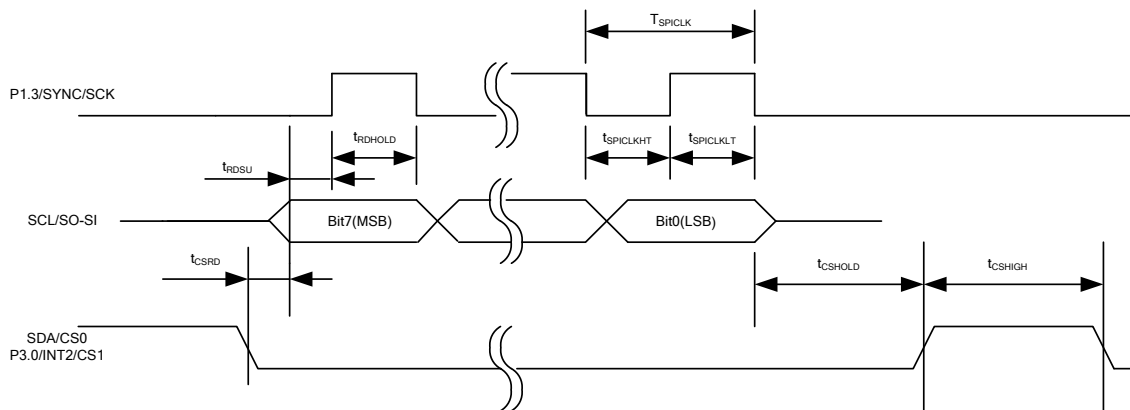 TSPICLK
P1.3/SYNC/SCK
tRDHOLD
tSPICLKHT
tSPICLKLT
tRDSU
SCL/SO-SI
Bit7(MSB)
Bit0(LSB)
tCSRD
tCSHOLD
tCSHIGH
SDA/CS0
P3.0/INT2/CS1